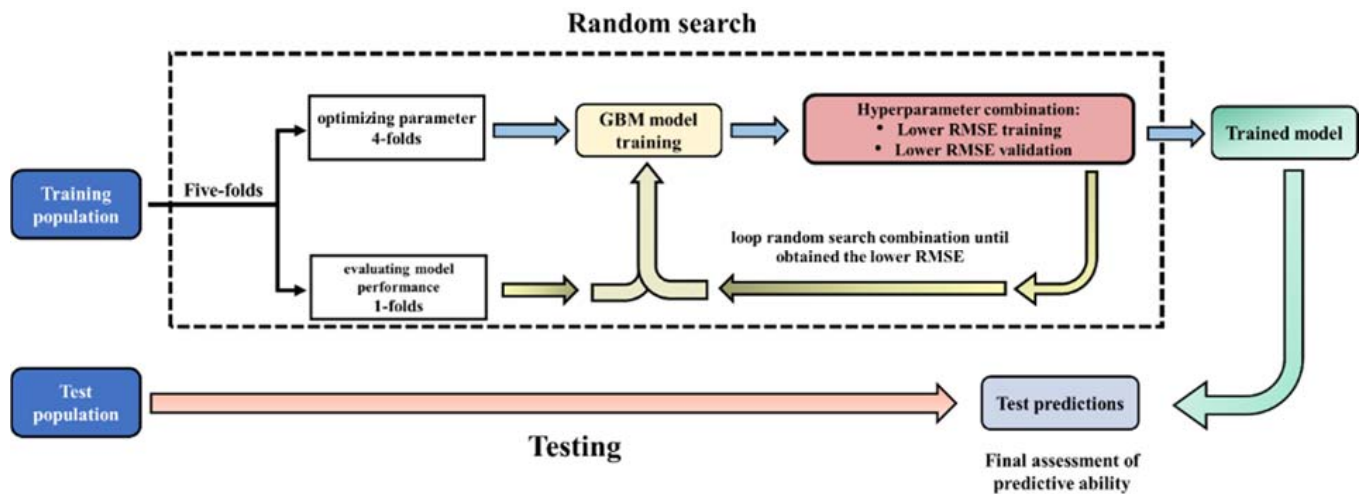 Random search
optimizing parameter
4-folds
GBM model
training
Hyperparameter combination:
• Lower RMSE training
• Lower RMSE validation
Trained model
Training
population
Five-folds
loop random search combination until
obtained the lower RMSE
evaluating model
performance
1-folds
Test
population
Test predictions
Testing
Final assessment of
predictive ability